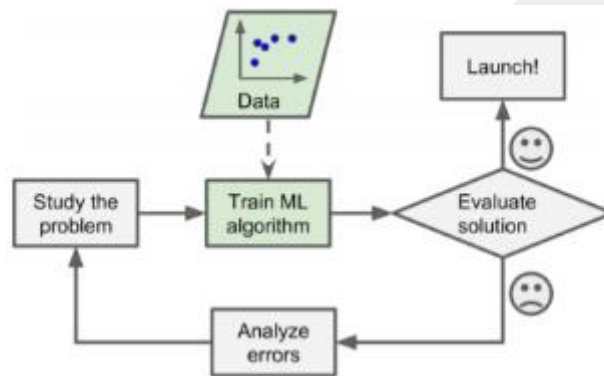 Data
Launch!
Study the
problem
Train ML
algorithm
Evaluate
solution
Analyze
errors